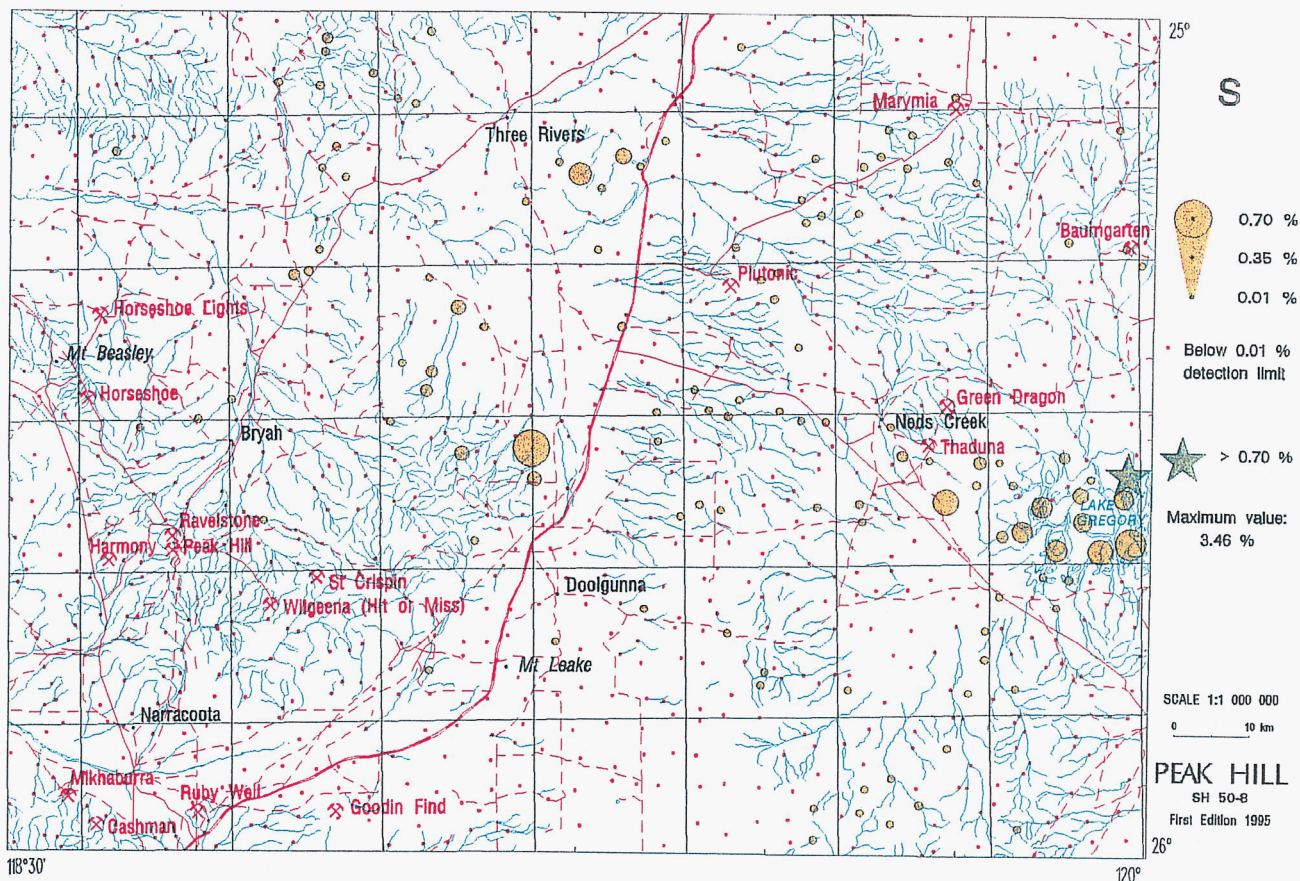 25°
S
Marymia
Three Rivers
0.70 %
Baumgarten
0.35 %
Plutonic
0.01 %
Horseshoe Lights
Mt Beasley
Below 0.01 %
detection limit
Horseshoe
Green Dragon
Neds Creek
Bryah
Thaduna
> 0.70 %
LAKE
GREGORY
Ravelstone
Maximum value:
3.46 %
Harmony
Peak Hill
St Crispin
Doolgunna
Wilgeena (Hit or Miss)
Mt Leake
SCALE 1:1 000 000
Narracoota
0 10 km
Mikhaburra
PEAK HILL
Ruby Well
SH 50-8
Goodin Find
Cashman
First Edition 1995
26°
118°30'
120°